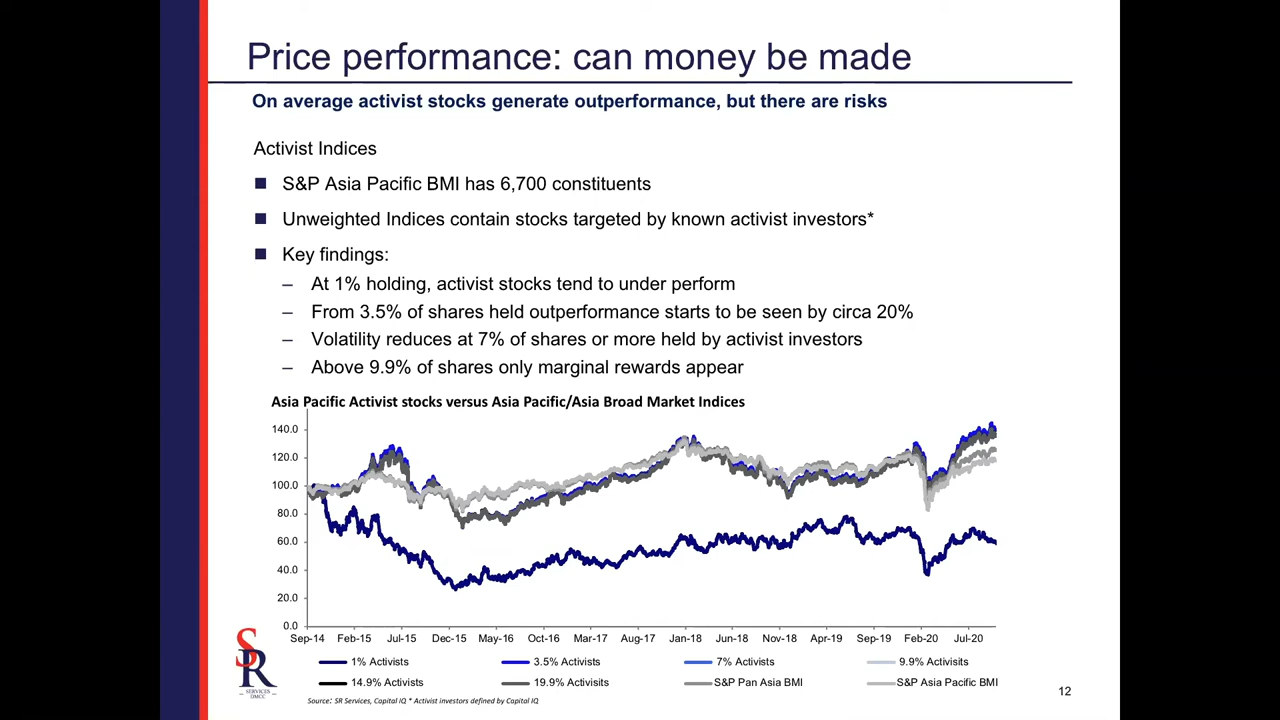 Price performance: can money be made
On average activist stocks generate outperformance, but there are risks
Activist Indices
S&P Asia Pacific BMI has 6,700 constituents
Unweighted Indices contain stocks targeted by known activist investors*
Key findings:
– At 1% holding, activist stocks tend to under perform
– From 3.5% of shares held outperformance starts to be seen by circa 20%
– Volatility reduces at 7% of shares or more held by activist investors
– Above 9.9% of shares only marginal rewards appear
Asia Pacific Activist stocks versus Asia Pacific/Asia Broad Market Indices
140.0
120.0
100.0
80.0
60.0
40.0
20.0
0.0
Sep-14 Feb-15 Jul-15 Dec-15 May-16 Oct-16 Mar-17 Aug-17 Jan-18 Jun-18 Nov-18 Apr-19 Sep-19 Feb-20 Jul-20
1% Activists 3.5% Activists 7% Activists 9.9% Activisits
14.9% Activists 19.9% Activisits S&P Pan Asia BMI S&P Asia Pacific BMI
SR
SERVICES
DMCC
Source: SR Services, Capital IQ * Activist investors defined by Capital IQ
12